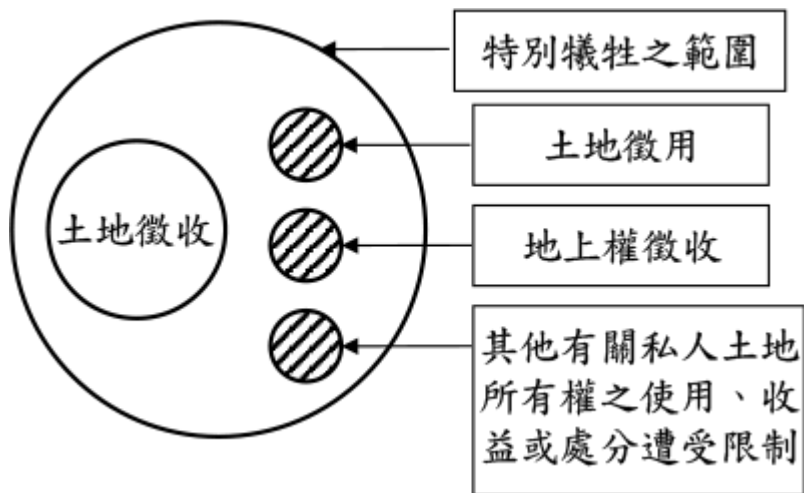 特別犧牲之範圍
土地徵用
土地徵收
地上權徵收
其他有關私人土地
所有權之使用、收
益或處分遭受限制